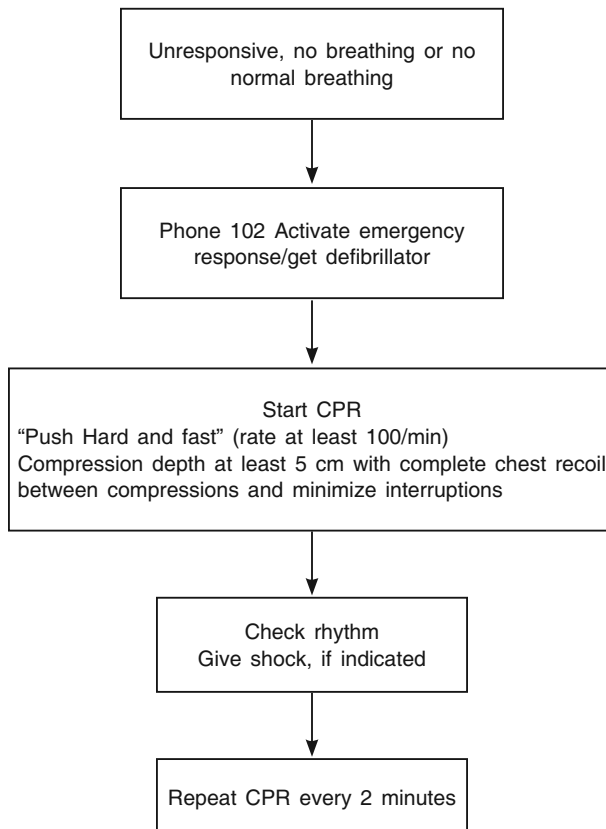 Unresponsive, no breathing or no
normal breathing
Phone 102 Activate emergency
response/get defibrillator
Start CPR
“Push Hard and fast” (rate at least 100/min)
Compression depth at least 5 cm with complete chest recoil
between compressions and minimize interruptions
Check rhythm
Give shock, if indicated
Repeat CPR every 2 minutes